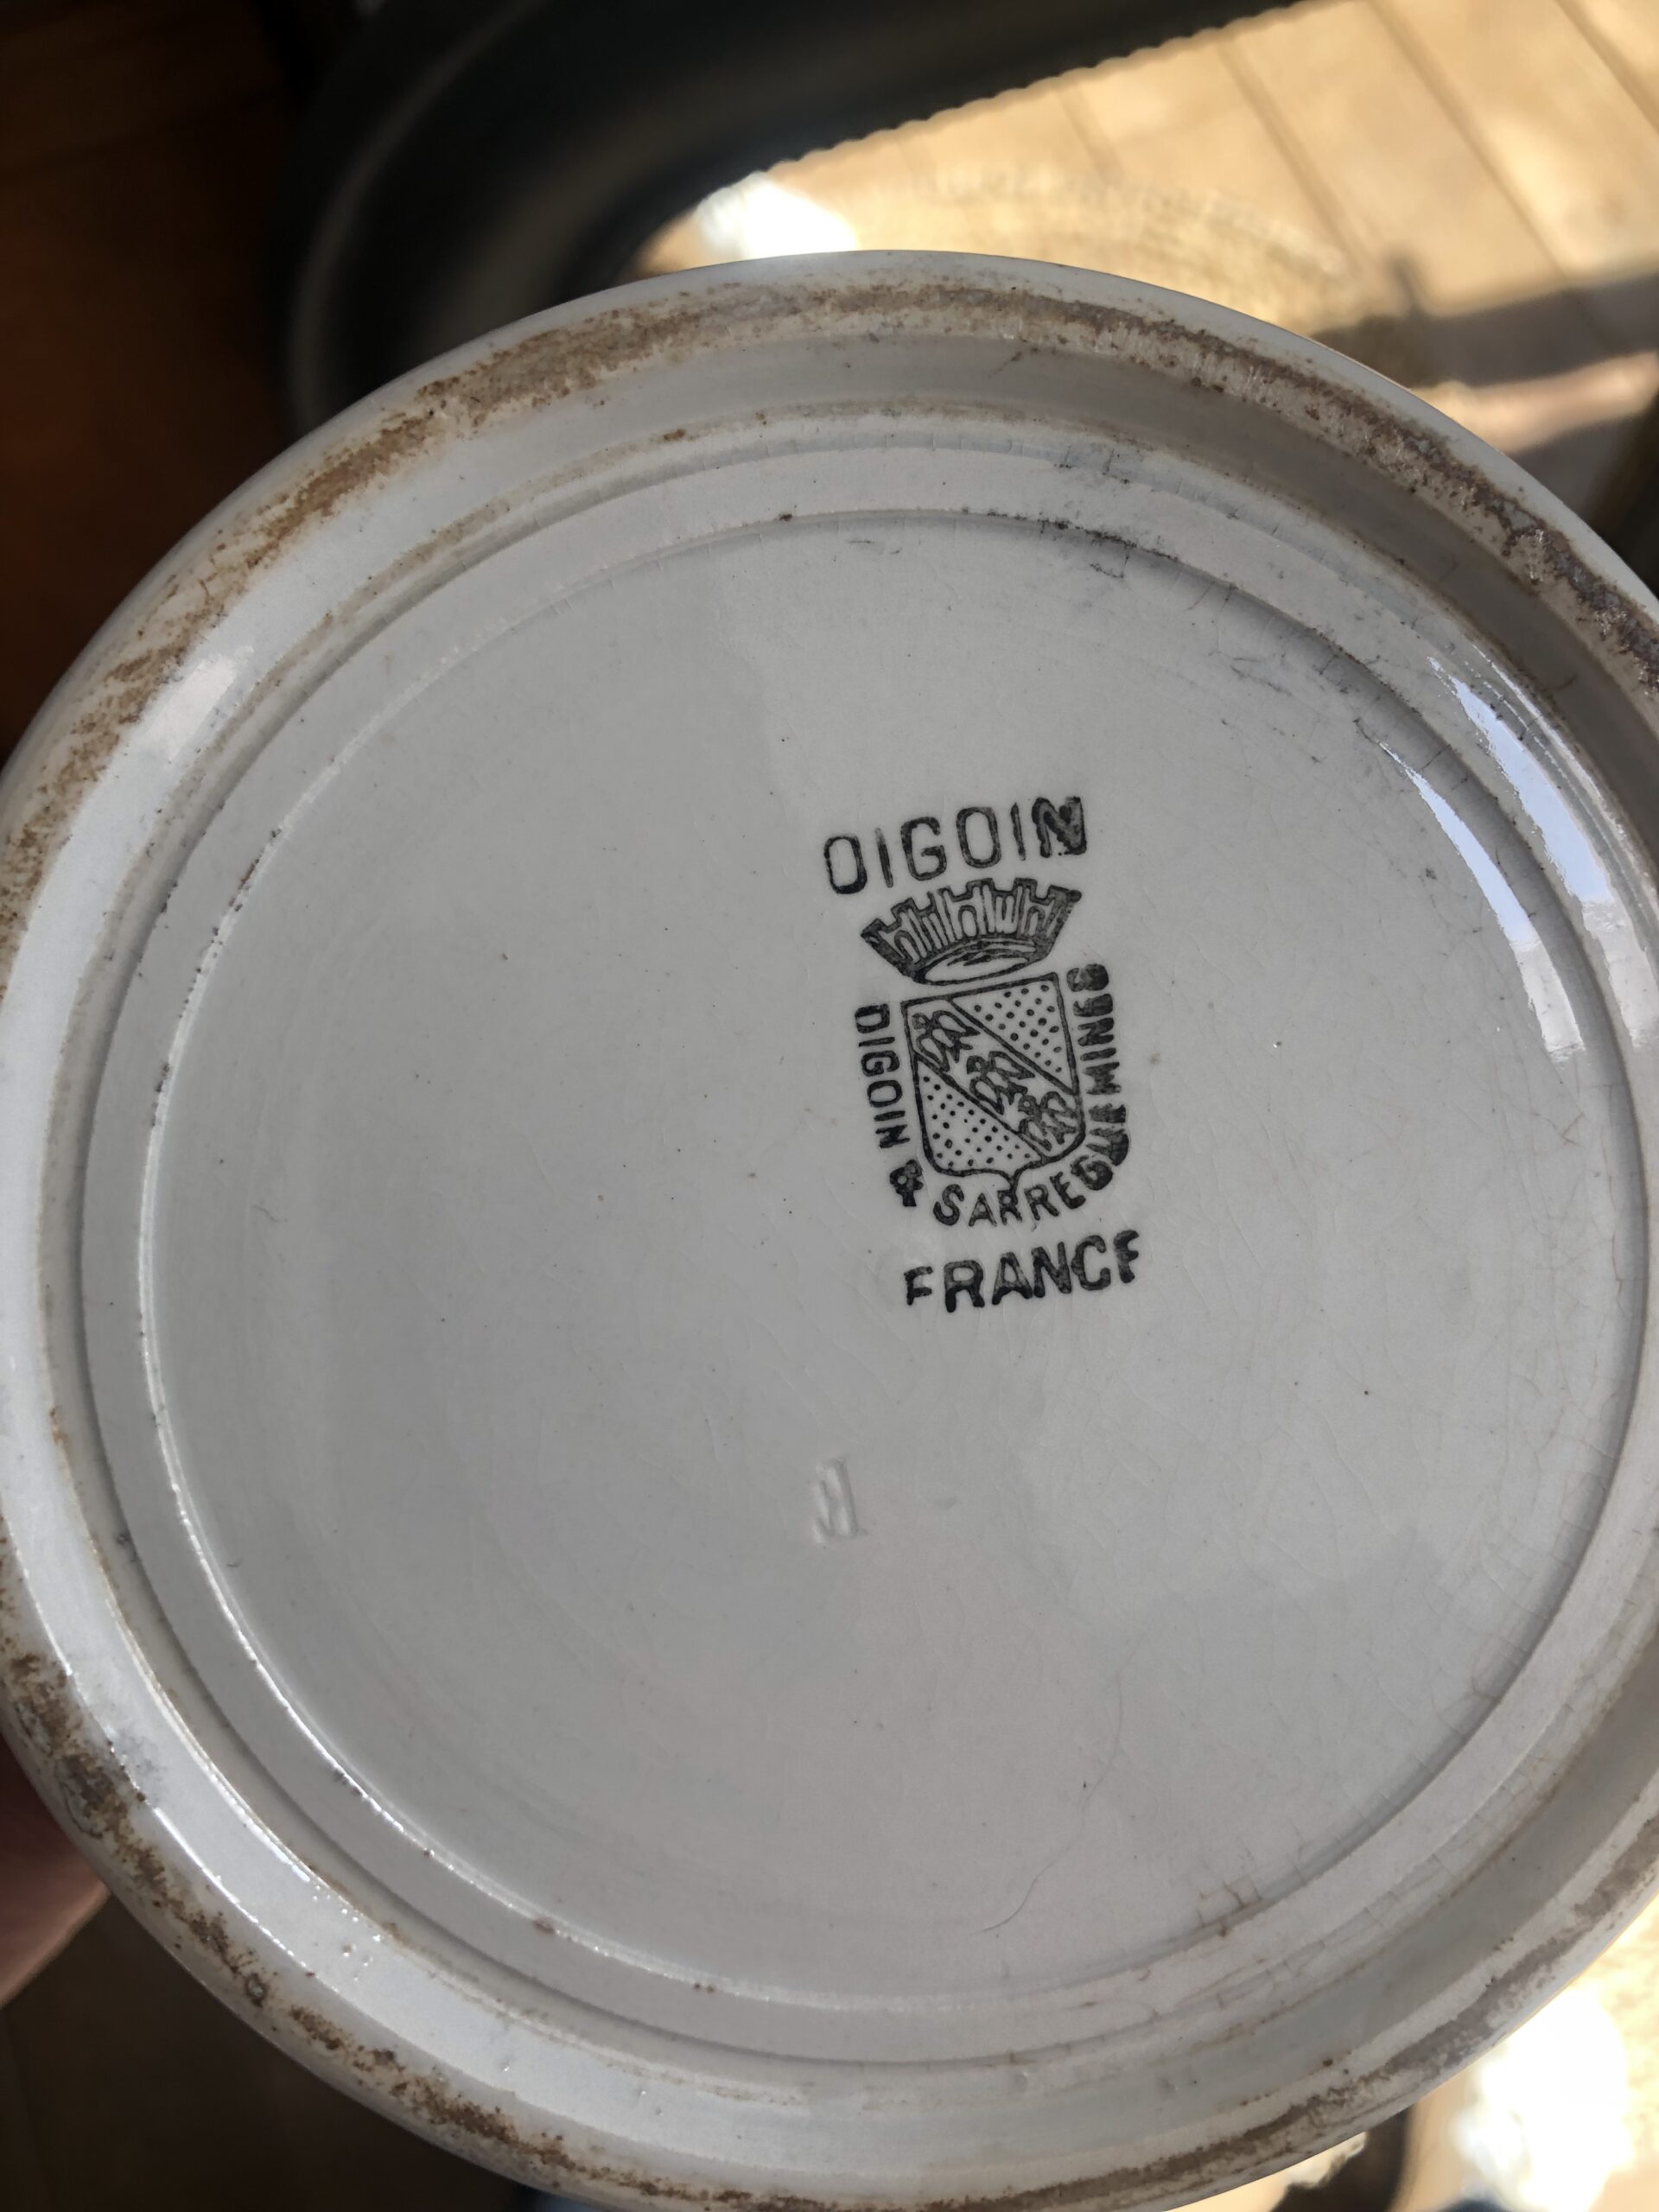 DIGOIN
DIGOIN & SARREGUEMINES
FRANCE
N